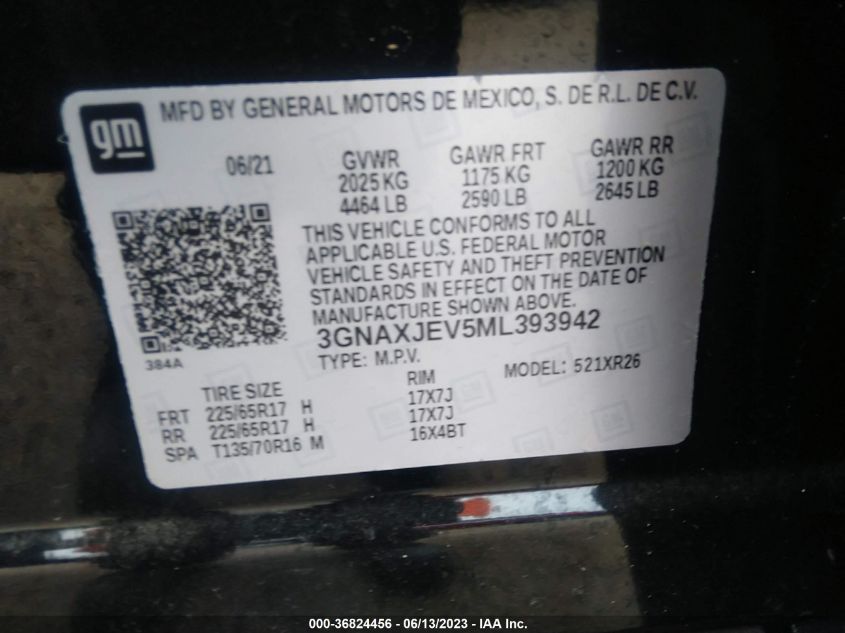 gm
MFD BY GENERAL MOTORS DE MEXICO, S. DE R.L. DE C.V.
06/21
GVWR
2025 KG
4464 LB
GAWR FRT
1175 KG
2590 LB
GAWR RR
1200 KG
2645 LB
THIS VEHICLE CONFORMS TO ALL
APPLICABLE U.S. FEDERAL MOTOR
VEHICLE SAFETY AND THEFT PREVENTION
STANDARDS IN EFFECT ON THE DATE OF
MANUFACTURE SHOWN ABOVE.
3GNAXJEV5ML393942
384A
TYPE: M.P.V.
MODEL: 521XR26
TIRE SIZE RIM
FRT 225/65R17 H 17X7J
RR 225/65R17 H 17X7J
SPA T135/70R16 M 16X4BT
000-36824456 - 06/13/2023 - IAA Inc.